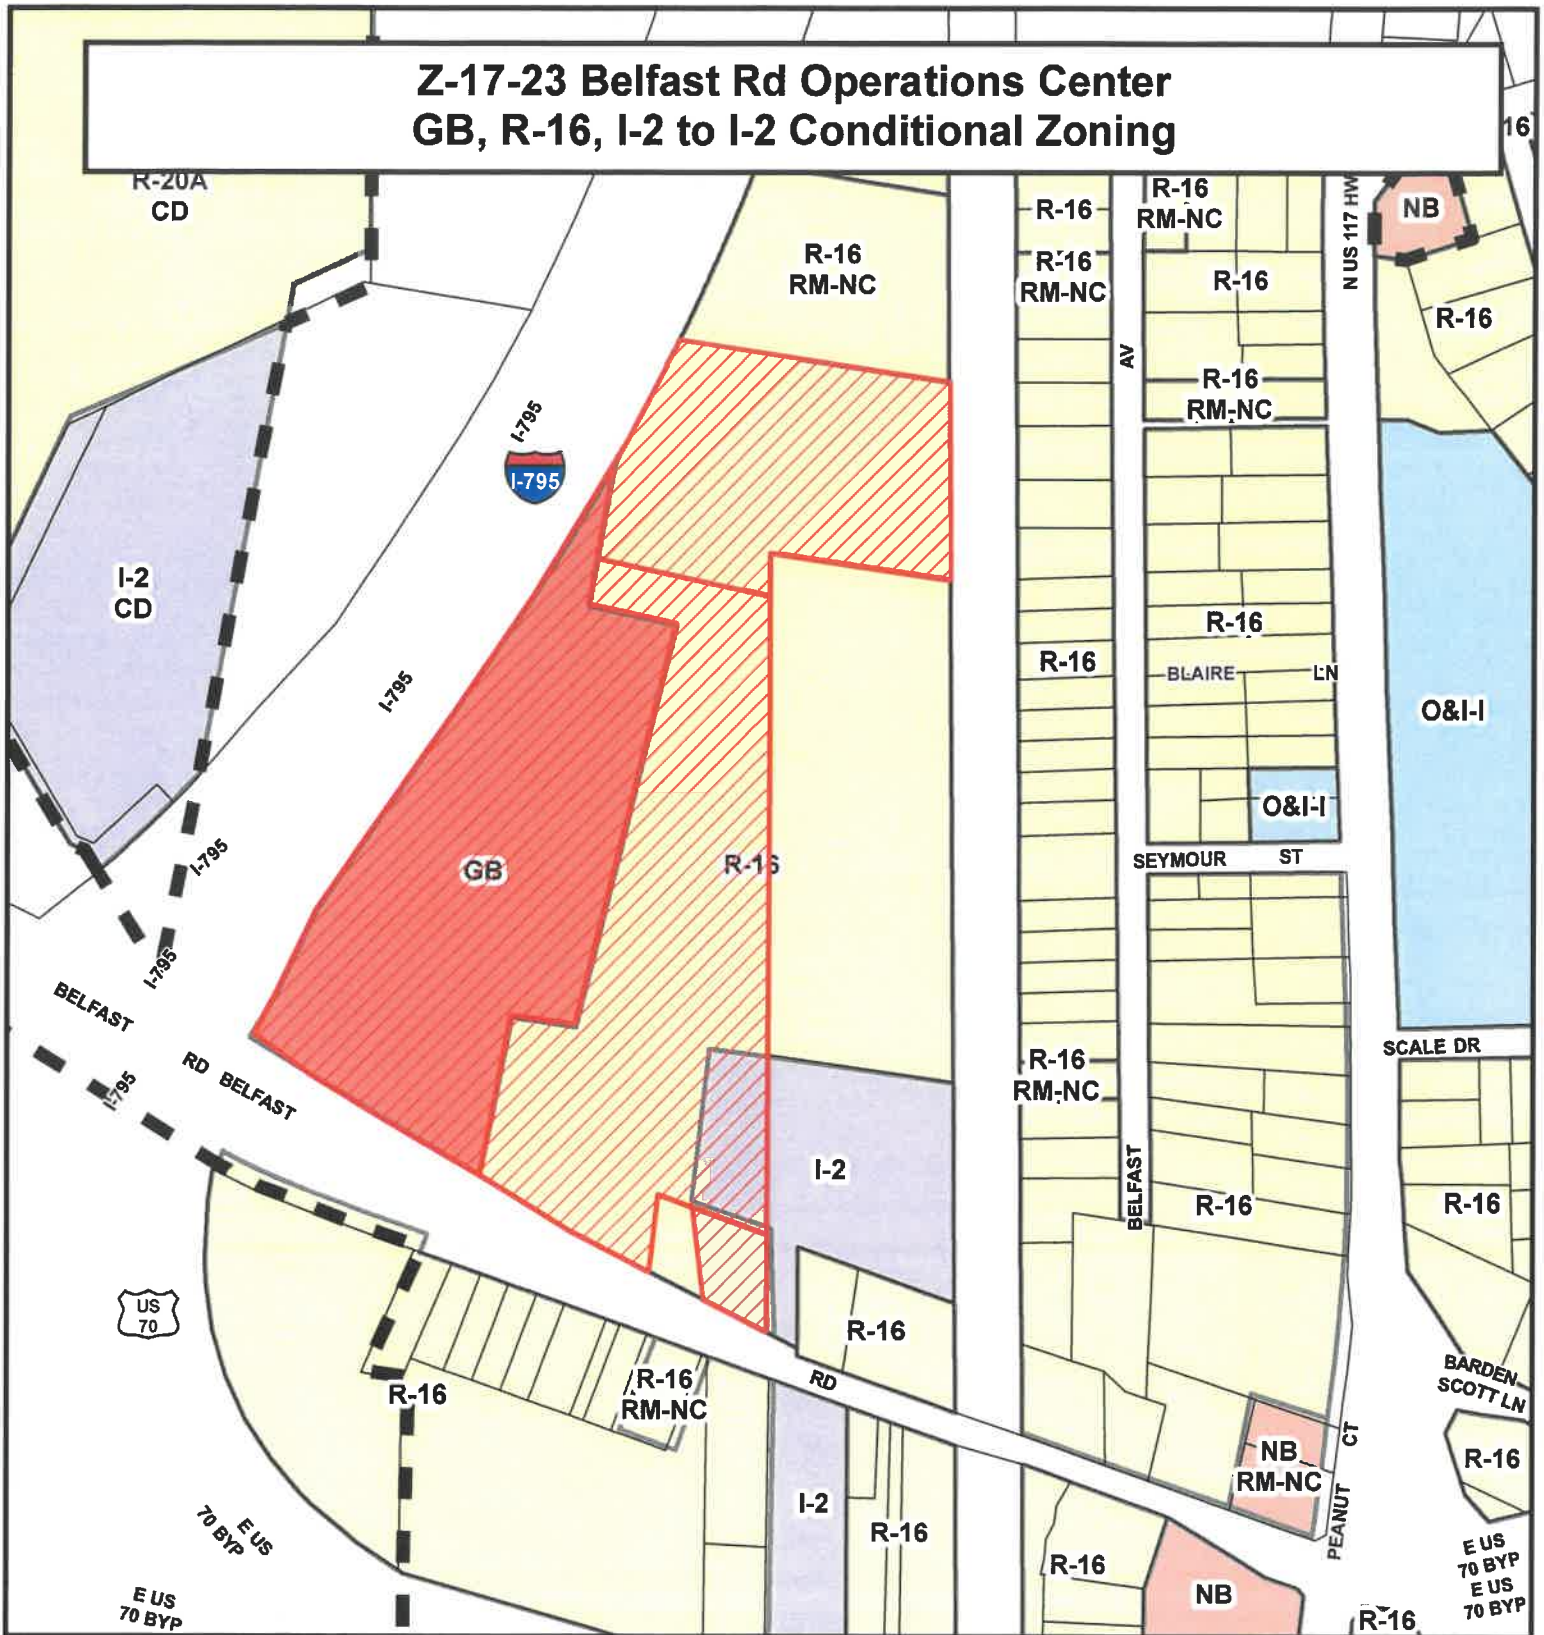 Z-17-23 Belfast Rd Operations Center
GB, R-16, I-2 to I-2 Conditional Zoning
16
R-20A
CD
R-16
RM-NC
R-16
R-16
RM-NC
R-16
RM-NC
R-16
R-16
RM-NC
AV
N US 117 HW
NB
R-16
I-795
I-795
I-2
CD
I-795
R-16
R-16
BLAIRE
LN
O&I-I
O&I-I
SEYMOUR
ST
GB
R-16
I-795
I-795
BELFAST
RD
BELFAST
I-795
SCALE DR
R-16
RM-NC
I-2
BELFAST
R-16
R-16
US
70
R-16
RD
R-16
R-16
RM-NC
BARDEN
SCOTT LN
NB
RM-NC
CT
PEANUT
R-16
I-2
R-16
R-16
NB
E US
70 BYP
E US
70 BYP
E US
70 BYP
E US
70 BYP
R-16